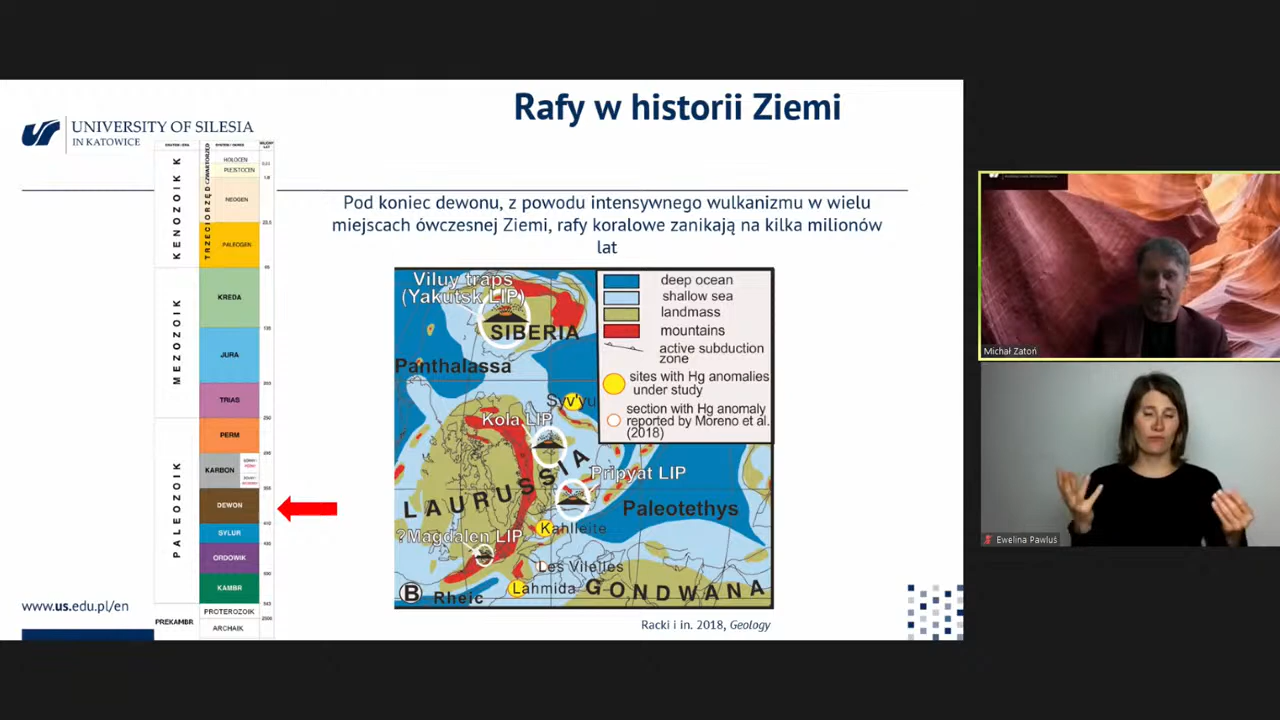 Rafy w historii Ziemi
UNIVERSITY OF SILESIA
IN KATOWICE
HOLOCEN
PLEJSTOCEN
CZWARTORZĘD
NEOGEN
PALEOGEN
TRZECIORZĘD
KENOZOIK
KREDA
JURA
TRIAS
MEZOZOIK
PERM
KARBON
DEWON
SYLUR
ORDOWIK
KAMBR
PALEOZOIK
PROTEROZOIK
PREKAMBR
ARCHAIK
www.us.edu.pl/en
Pod koniec dewonu, z powodu intensywnego wulkanizmu w wielu
miejscach ówczesnej Ziemi, rafy koralowe zanikają na kilka milionów
lat
Viluy traps
(Yakutsk LIP)
SIBERIA
Panthalassa
Syv'yu
Kola LIP
LAURUSSIA
Pripyat LIP
Paleotethys
Kahlleite
?Magdalen LIP
Les Vilelles
Lahmida
GONDWANA
B Rheic
deep ocean
shallow sea
landmass
mountains
active subduction
zone
sites with Hg anomalies
under study
section with Hg anomaly
reported by Moreno et al.
(2018)
Racki i in. 2018, Geology
Michał Zatoń
Ewelina Pawluś